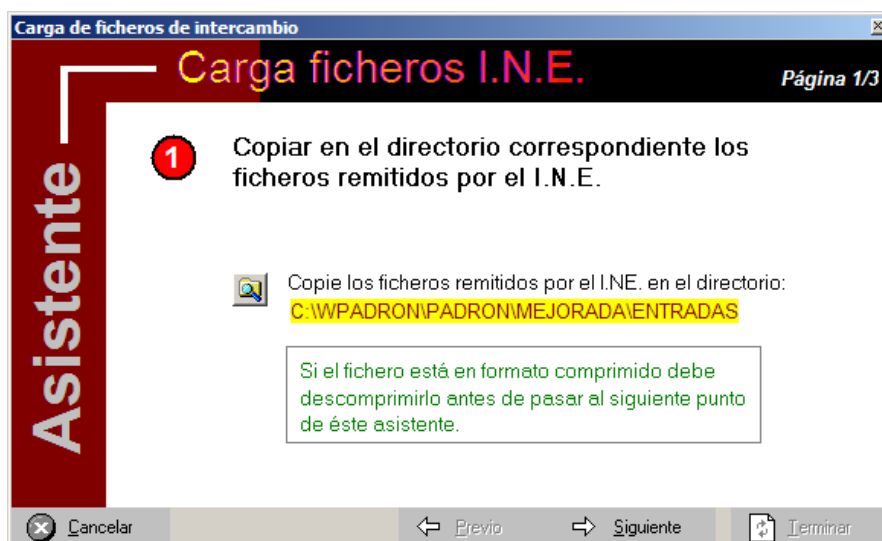 Carga de ficheros de intercambio
Carga ficheros I.N.E.
Página 1/3
Asistente
1
Copiar en el directorio correspondiente los
ficheros remitidos por el I.N.E.
Copie los ficheros remitidos por el I.NE. en el directorio:
C:\WPADRON\PADRON\MEJORADA\ENTRADAS
Si el fichero está en formato comprimido debe
descomprimirlo antes de pasar al siguiente punto
de éste asistente.
Cancelar
Previo
Siguiente
Terminar